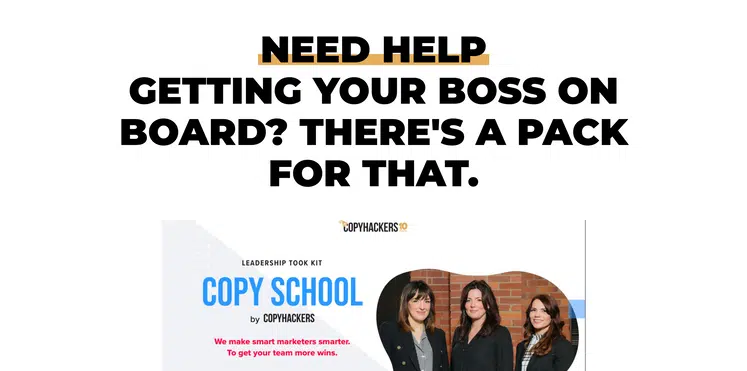 NEED HELP
GETTING YOUR BOSS ON
BOARD? THERE'S A PACK
FOR THAT.
COPYHACKERS 10
LEADERSHIP TOOK KIT
COPY SCHOOL
by COPYHACKERS
We make smart marketers smarter.
To get your team more wins.